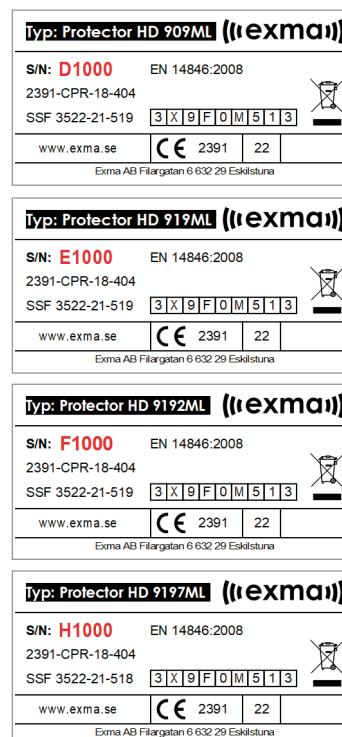 Typ: Protector HD 909ML exma
S/N: D1000 EN 14846:2008
2391-CPR-18-404
SSF 3522-21-519 3 X 9 F 0 M 5 1 3
www.exma.se CE 2391 22
Exma AB Filargatan 6 632 29 Eskilstuna
Typ: Protector HD 919ML exma
S/N: E1000 EN 14846:2008
2391-CPR-18-404
SSF 3522-21-519 3 X 9 F 0 M 5 1 3
www.exma.se CE 2391 22
Exma AB Filargatan 6 632 29 Eskilstuna
Typ: Protector HD 9192ML exma
S/N: F1000 EN 14846:2008
2391-CPR-18-404
SSF 3522-21-519 3 X 9 F 0 M 5 1 3
www.exma.se CE 2391 22
Exma AB Filargatan 6 632 29 Eskilstuna
Typ: Protector HD 9197ML exma
S/N: H1000 EN 14846:2008
2391-CPR-18-404
SSF 3522-21-518 3 X 9 F 0 M 5 1 3
www.exma.se CE 2391 22
Exma AB Filargatan 6 632 29 Eskilstuna